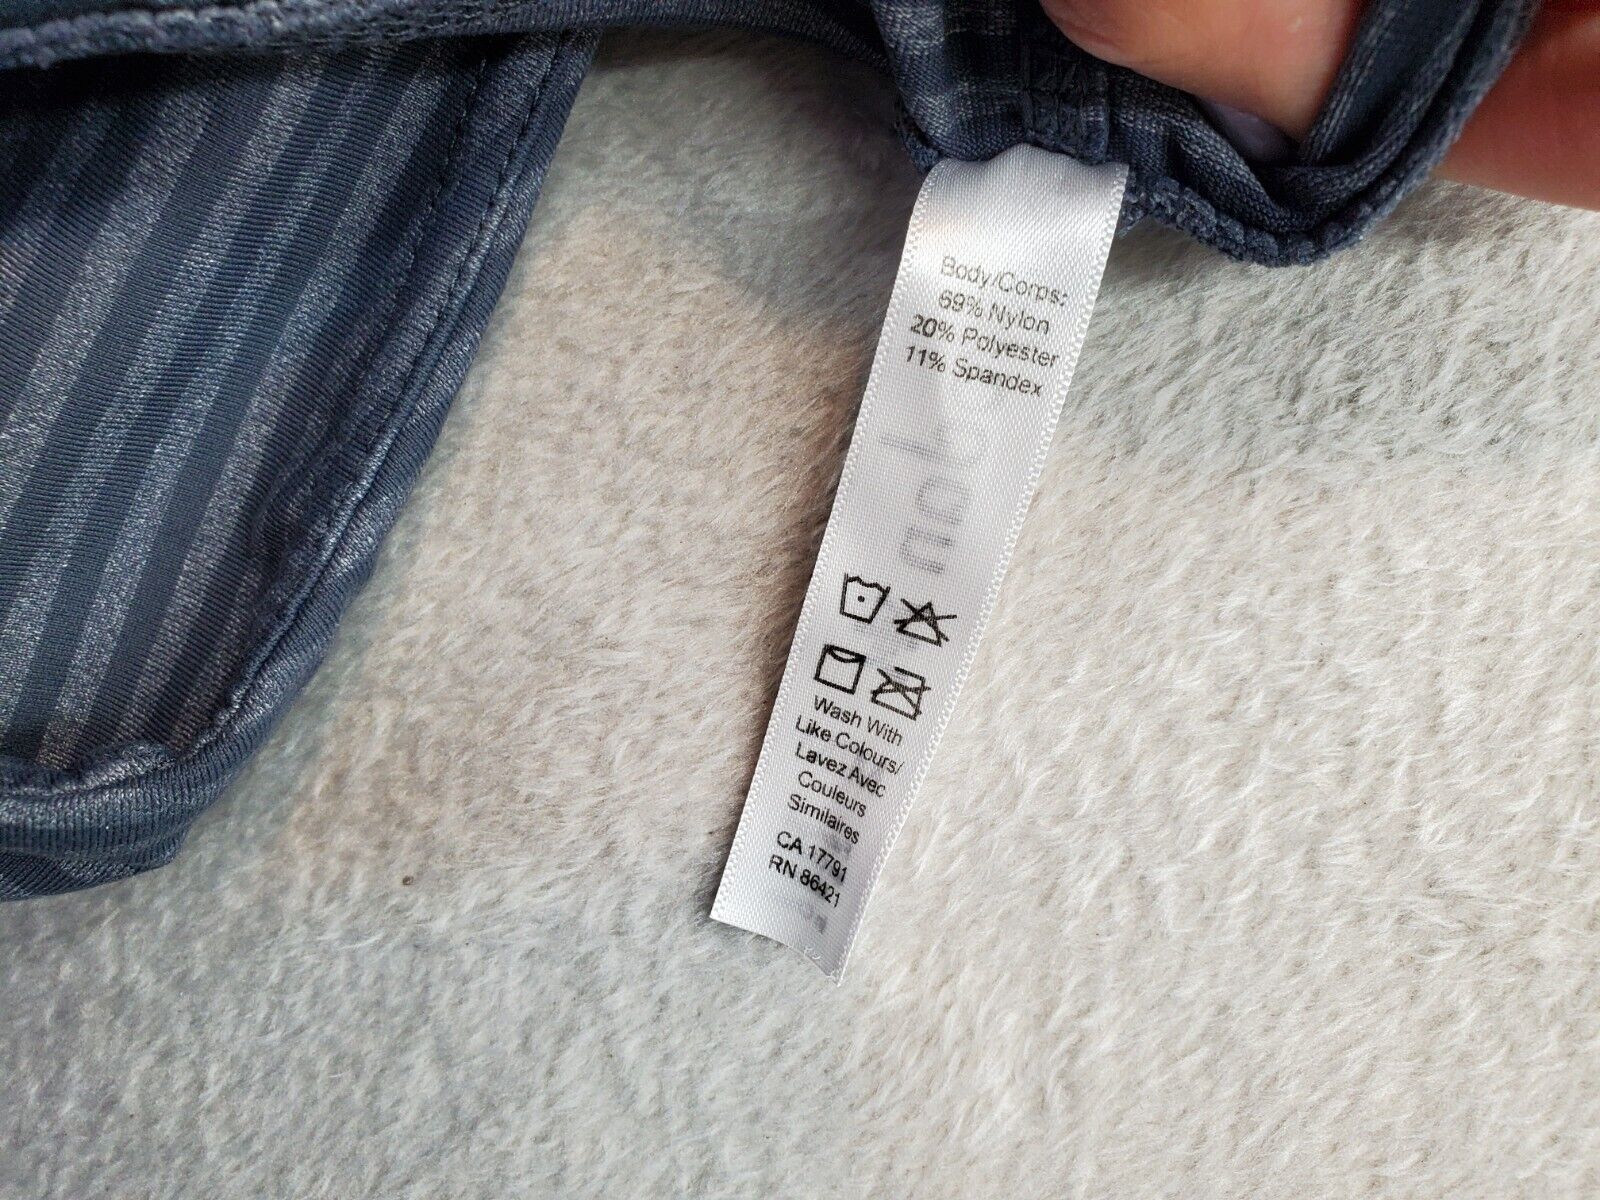 Body/Corps:
69% Nylon
20% Polyester
11% Spandex
Wash With
Like Colours/
Lavez Avec
Couleurs
Similaires
CA 17791
RN 86421